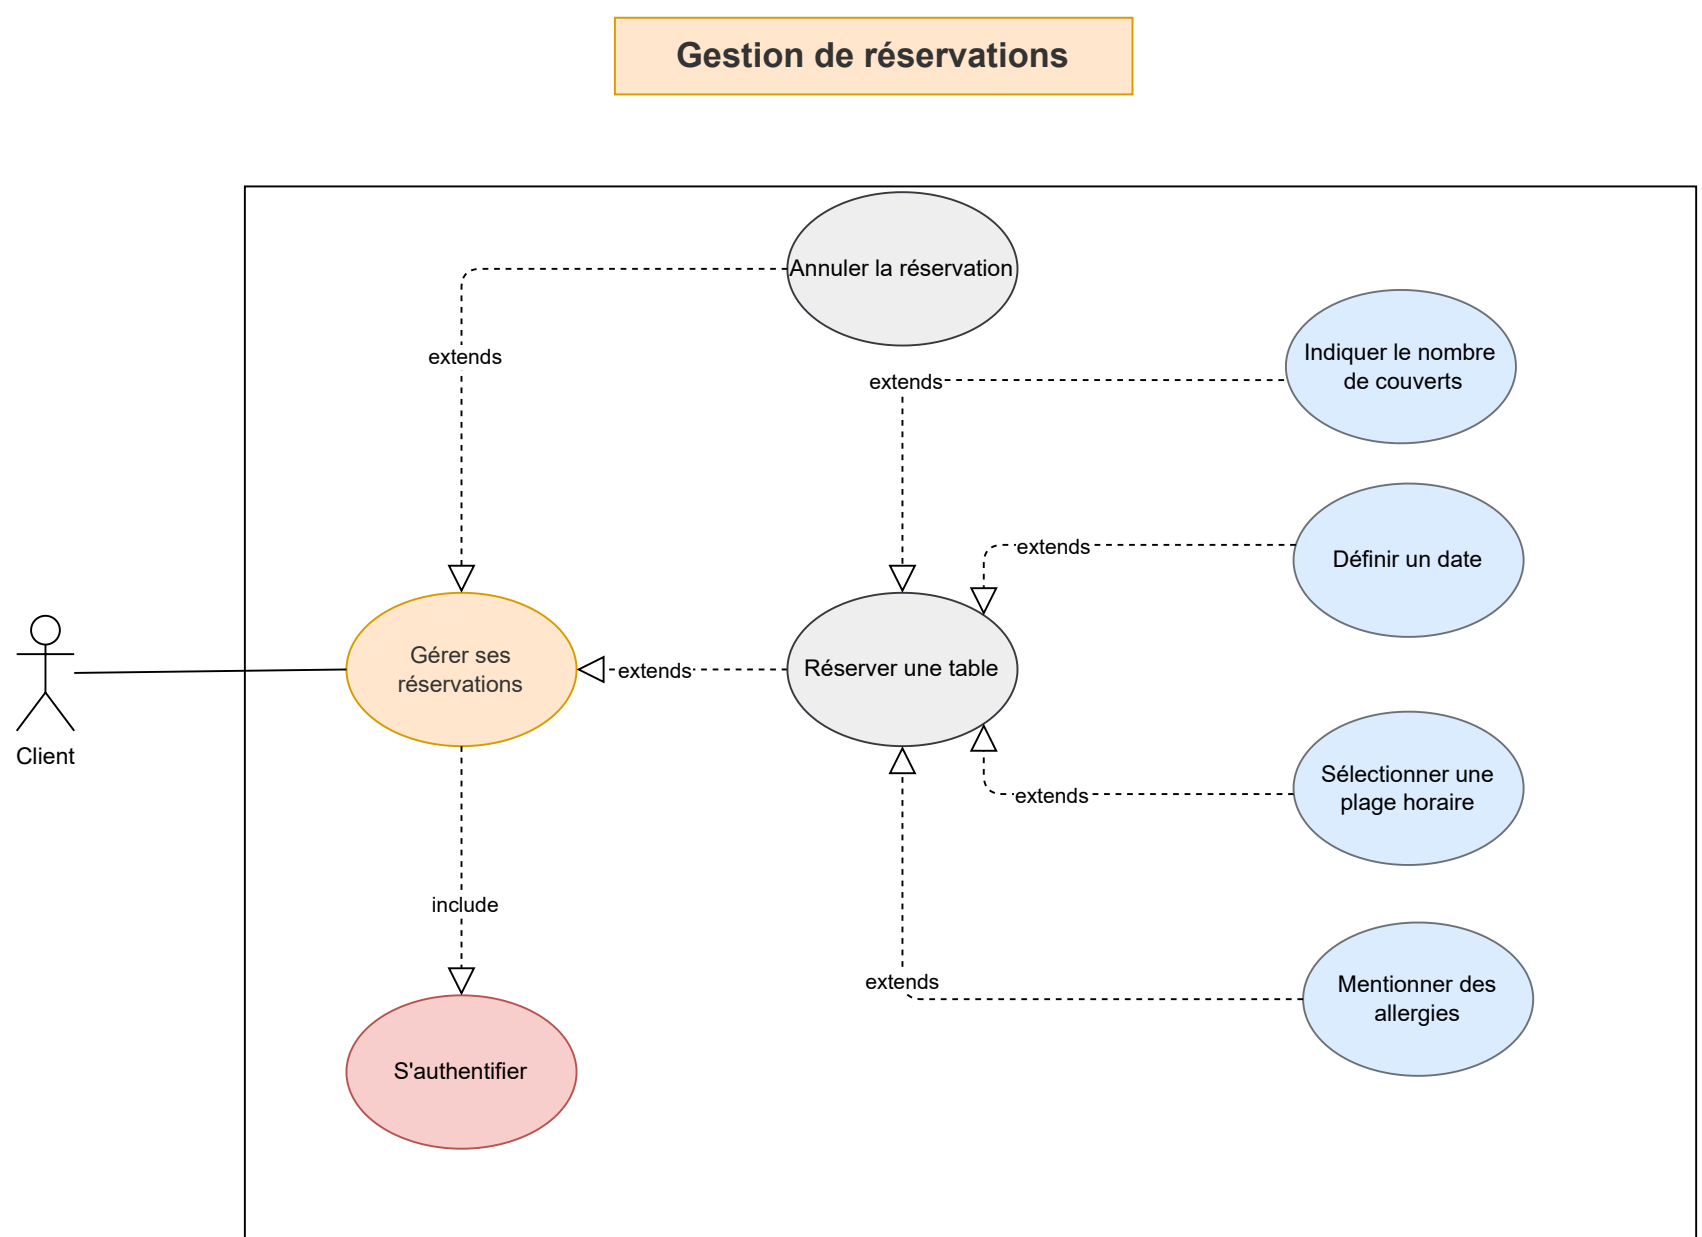 Gestion de réservations
Annuler la réservation
extends
Indiquer le nombre
de couverts
extends
extends
Définir un date
Gérer ses
réservations
extends
Réserver une table
Client
Sélectionner une
plage horaire
extends
include
extends
Mentionner des
allergies
S'authentifier